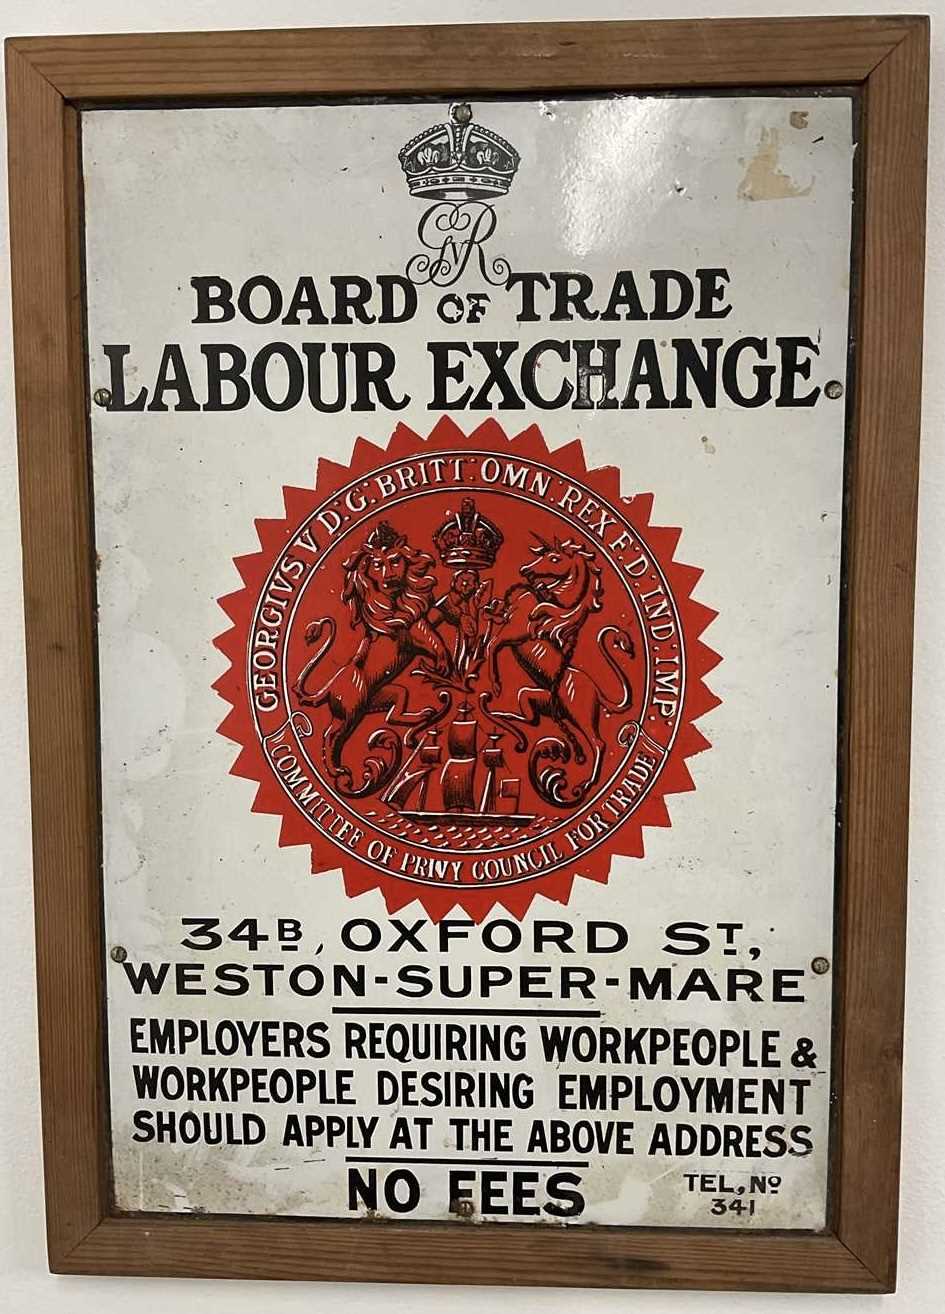 GVR
BOARD OF TRADE
LABOUR EXCHANGE
GEORGIVS V D:G:BRITT:OMN:REX F:D:IND:IMP:
COMMITTEE OF PRIVY COUNCIL FOR TRADE
34B, OXFORD ST,
WESTON-SUPER-MARE
EMPLOYERS REQUIRING WORKPEOPLE &
WORKPEOPLE DESIRING EMPLOYMENT
SHOULD APPLY AT THE ABOVE ADDRESS
NO FEES
TEL, Nº
341